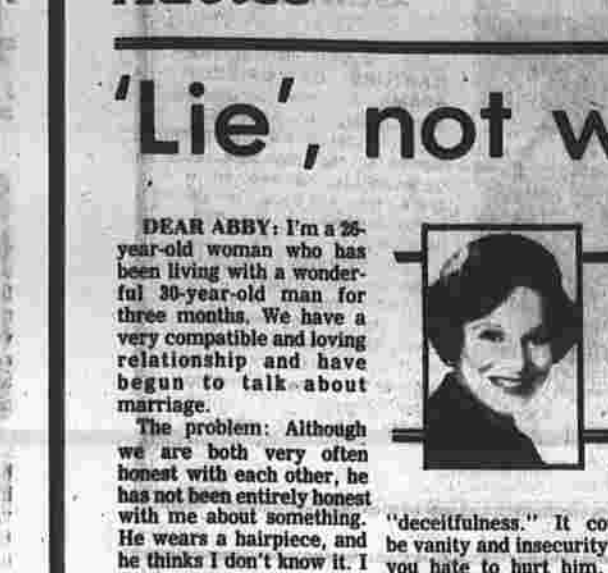 'Lie', not w
DEAR ABBY: I'm a 26-
year-old woman who has
been living with a wonder-
ful 30-year-old man for
three months. We have a
very compatible and loving
relationship and have
begun to talk about
marriage.
The problem: Although
we are both very often
honest with each other, he
has not been entirely honest
with me about something.
He wears a hairpiece, and
he thinks I don't know it. I
"deceitfulness." It co
be vanity and insecurity
you hate to hurt him.